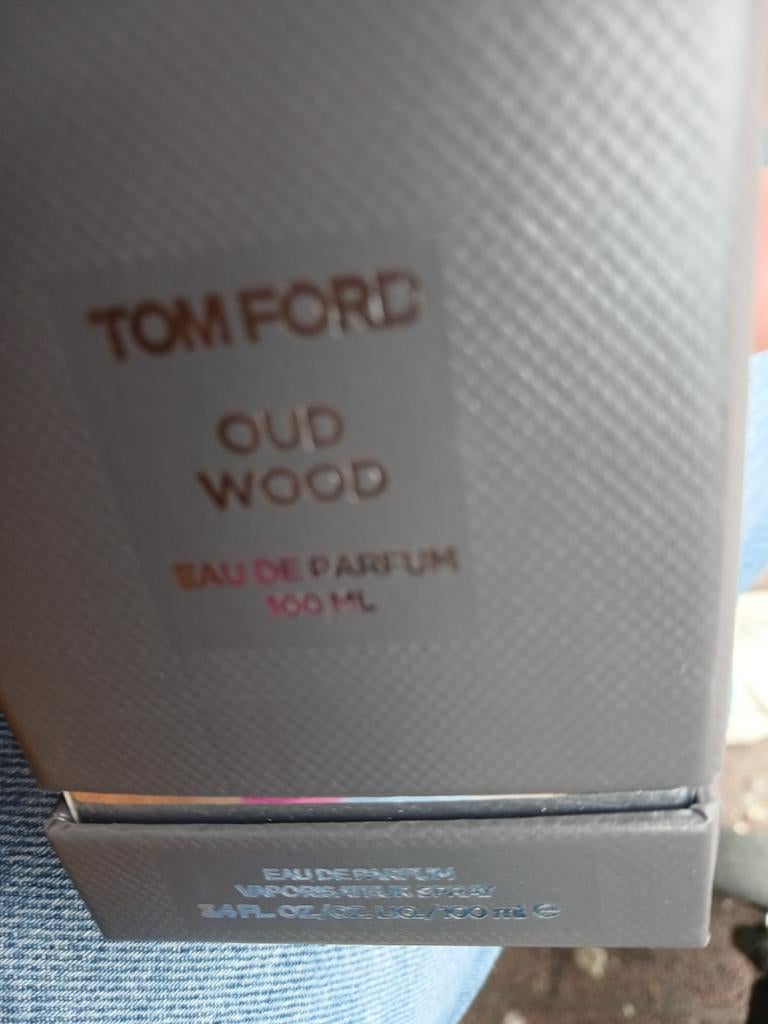 TOM FORD
OUD
WOOD
EAU DE PARFUM
100 ML
EAU DE PARFUM
VAPORISATEUR SPRAY
3.4 FL. OZ./OZ. LIQ./100 ml ℮